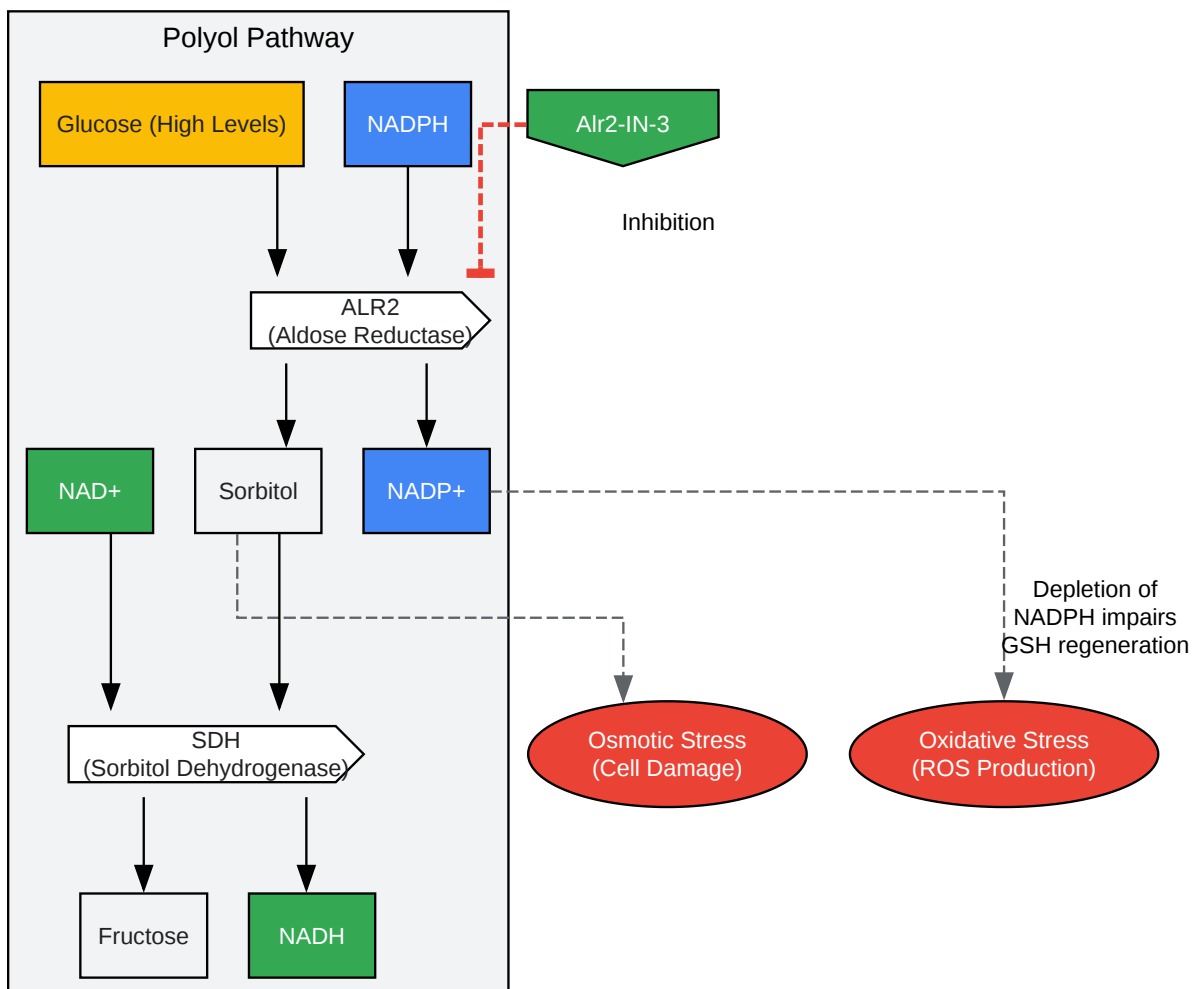 Polyol Pathway
Glucose (High Levels)
NADPH
Alr2-IN-3
Inhibition
ALR2
(Aldose Reductase)
NAD+
Sorbitol
NADP+
Depletion of
NADPH impairs
GSH regeneration
SDH
(Sorbitol Dehydrogenase)
Osmotic Stress
(Cell Damage)
Oxidative Stress
(ROS Production)
Fructose
NADH